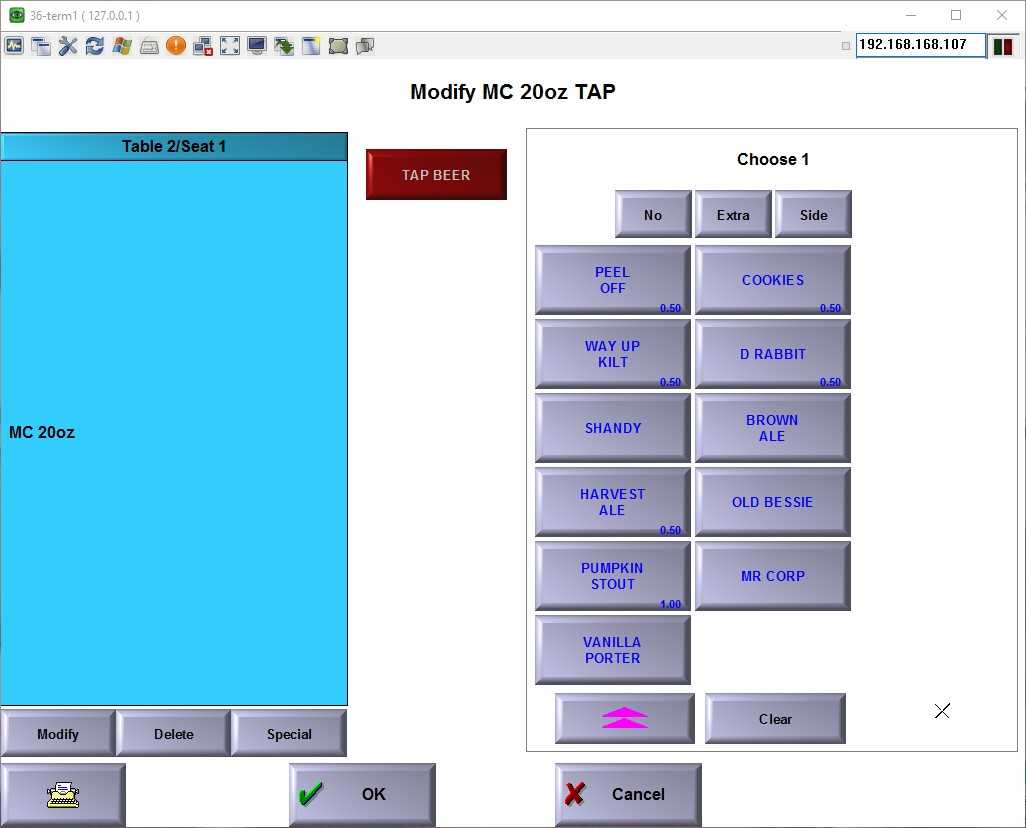 36-term1 ( 127.0.0.1 )
192.168.168.107
Modify MC 20oz TAP
Table 2/Seat 1
MC 20oz
TAP BEER
Choose 1
No
Extra
Side
PEEL
OFF
0.50
COOKIES
0.50
WAY UP
KILT
0.50
D RABBIT
0.50
SHANDY
BROWN
ALE
HARVEST
ALE
0.50
OLD BESSIE
PUMPKIN
STOUT
1.00
MR CORP
VANILLA
PORTER
Clear
Modify
Delete
Special
OK
Cancel